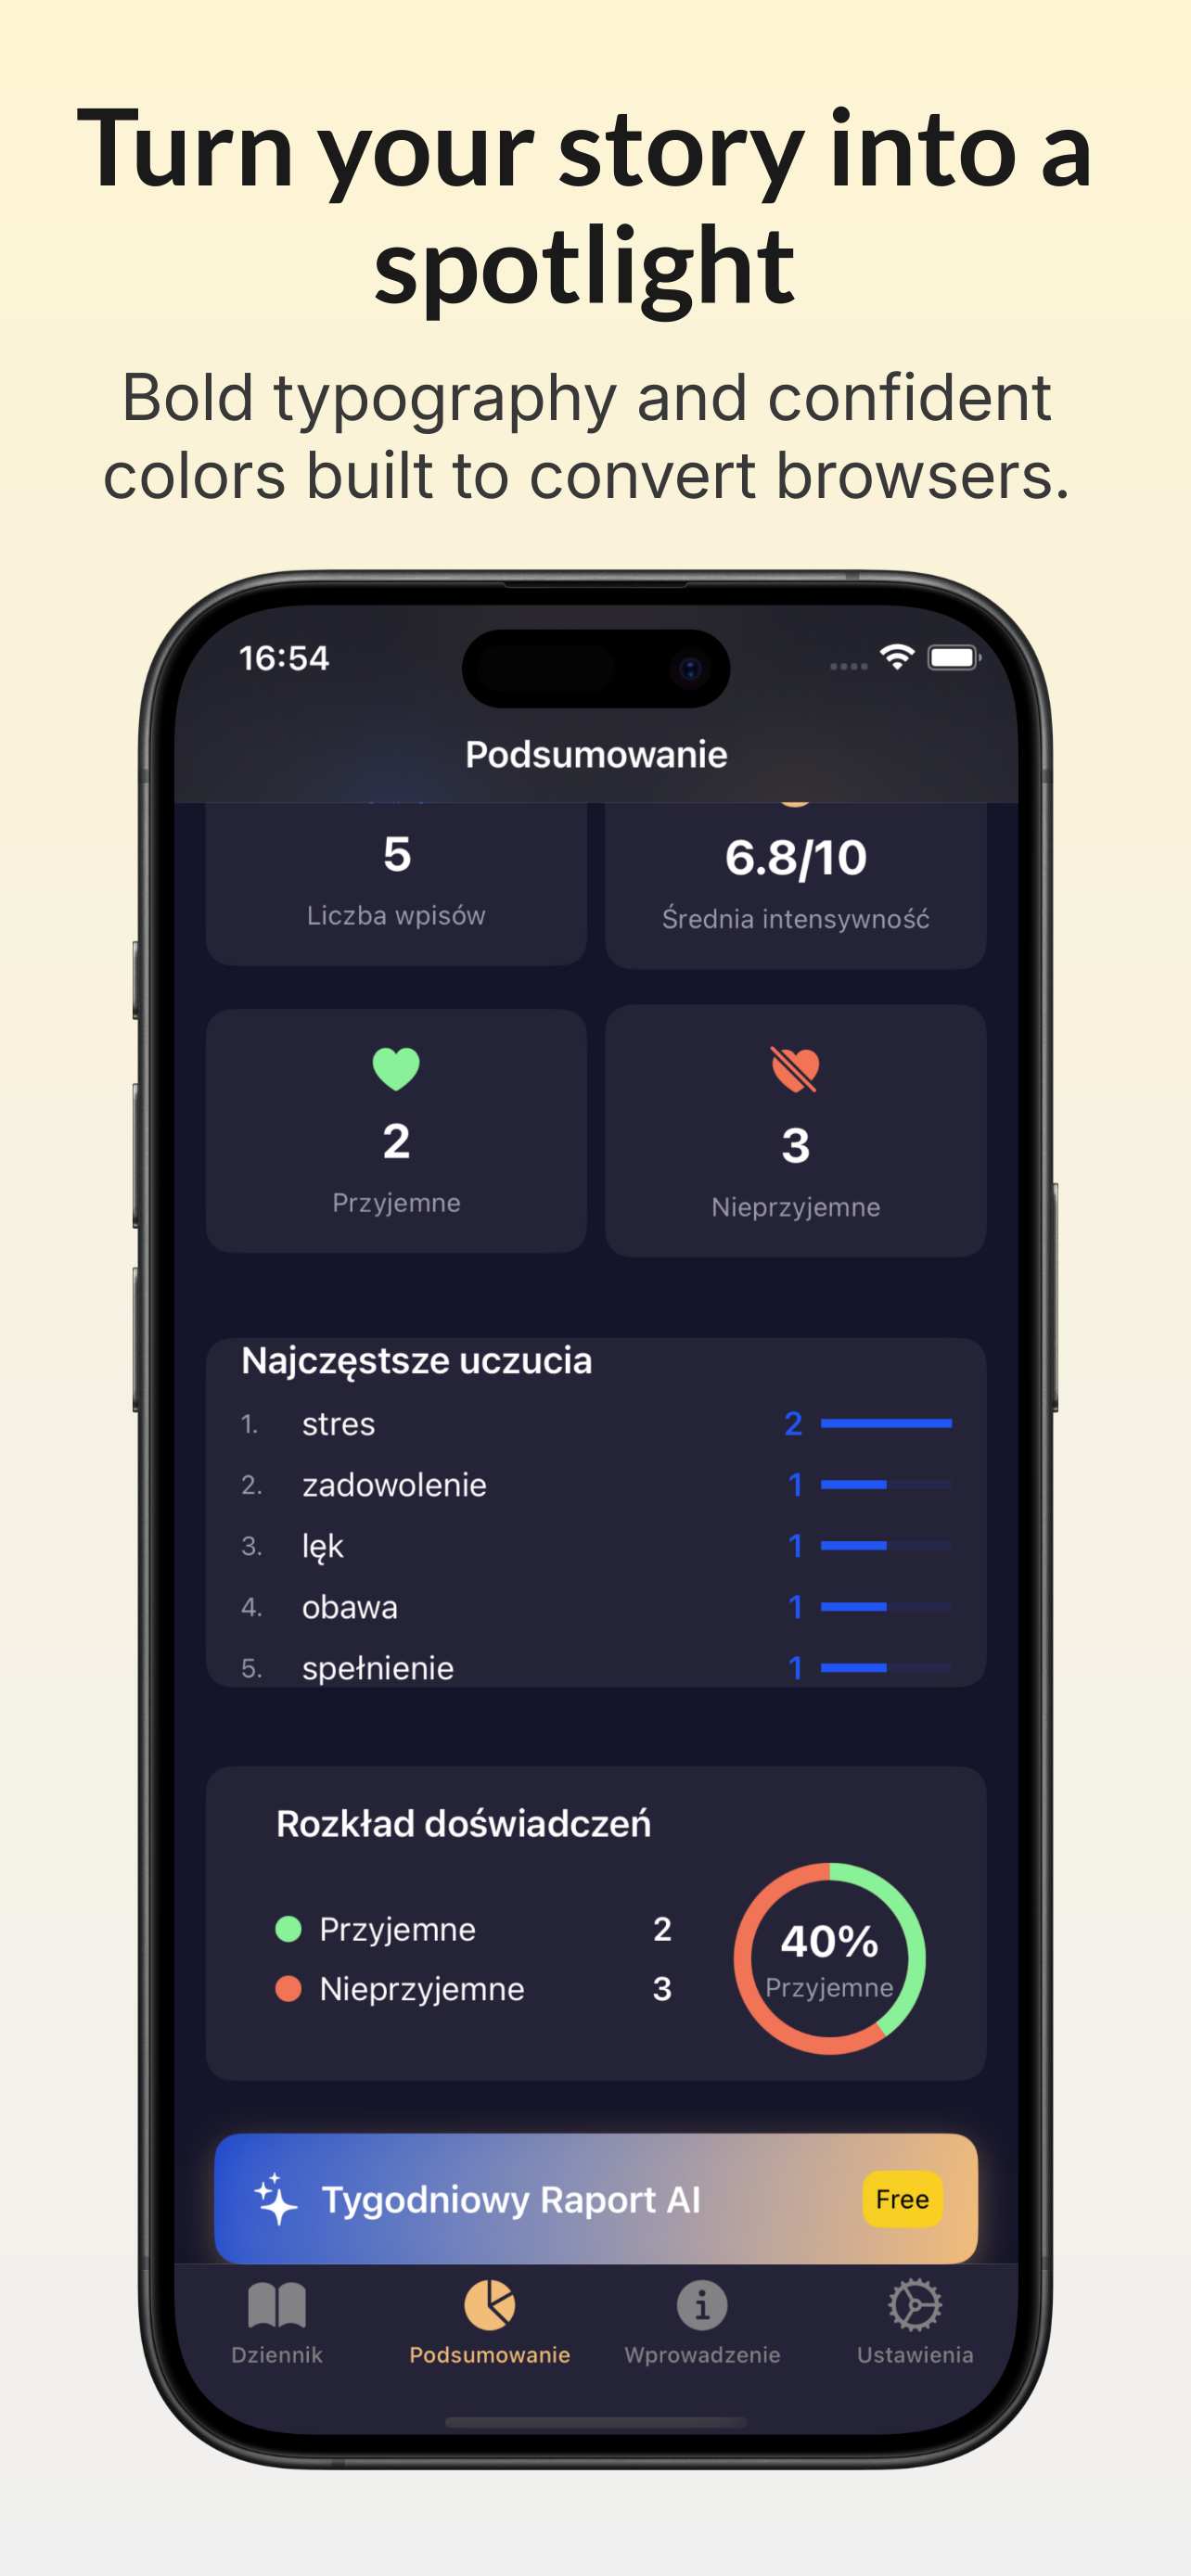 Turn your story into a
spotlight
Bold typography and confident
colors built to convert browsers.
16:54
Podsumowanie
5
Liczba wpisów
6.8/10
Średnia intensywność
2
Przyjemne
3
Nieprzyjemne
Najczęstsze uczucia
1. stres 2
2. zadowolenie 1
3. lęk 1
4. obawa 1
5. spełnienie 1
Rozkład doświadczeń
Przyjemne 2
Nieprzyjemne 3
40%
Przyjemne
Tygodniowy Raport AI
Free
Dziennik
Podsumowanie
Wprowadzenie
Ustawienia